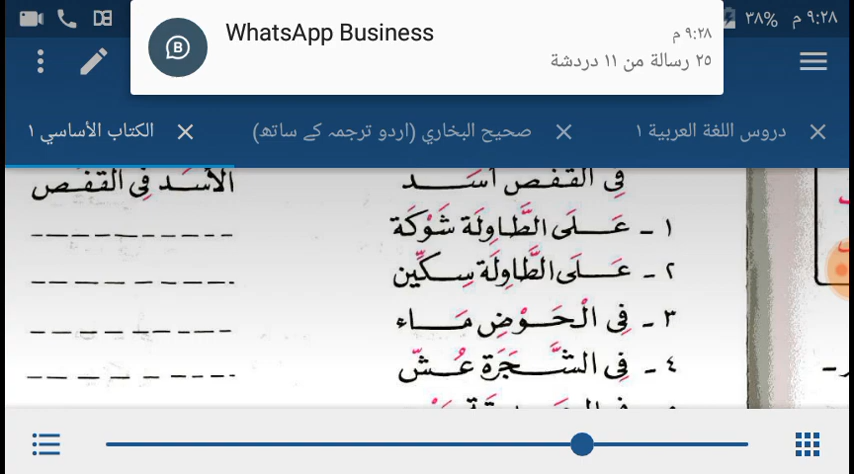 ٩:٢٨ م ٣٨%
WhatsApp Business
٩:٢٨ م
٢٥ رسالة من ١١ دردشة
دروس اللغة العربية ١
صحيح البخاري (اردو ترجمہ کے ساتھ)
الكتاب الأساسي ١
فِي القَفَص أَسَد الأَسَد فِي القَفَص
١ - عَلَى الطَّاوِلَة شَوْكَة
٢ - عَلَى الطَّاوِلَة سِكِّين
٣ - فِي الْحَوْضِ مَاء
٤ - فِي الشَّجَرَة عُشّ